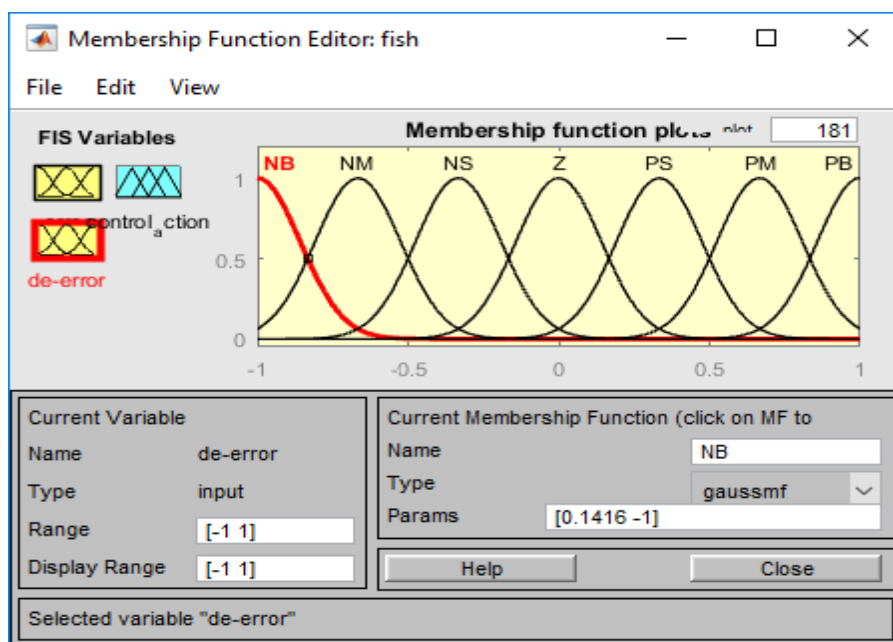 Membership Function Editor: fish
File Edit View
FIS Variables
Membership function plots plot 181
control_action
de-error
NB NM NS Z PS PM PB
1
0.5
0
-1 -0.5 0 0.5 1
Current Variable
Name de-error
Type input
Range [-1 1]
Display Range [-1 1]
Current Membership Function (click on MF to
Name NB
Type gaussmf
Params [0.1416 -1]
Help Close
Selected variable "de-error"